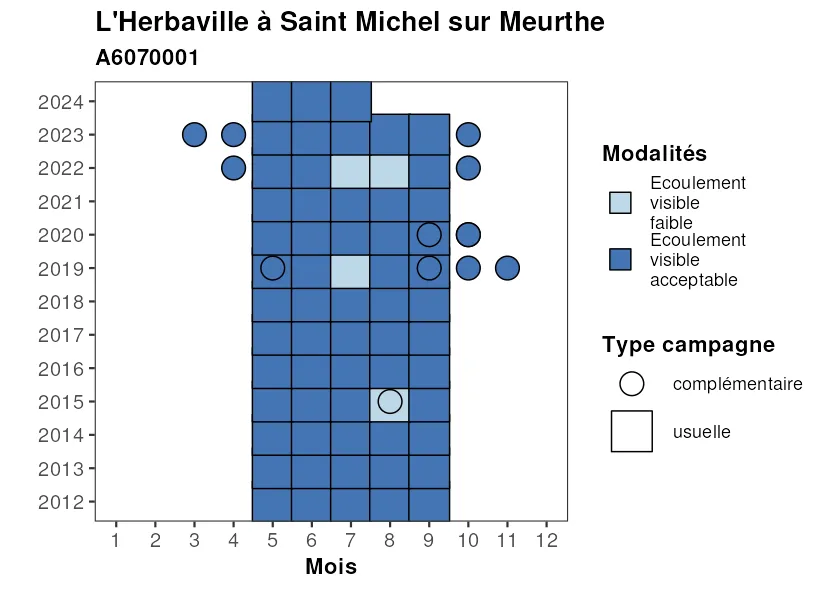 L'Herbaville à Saint Michel sur Meurthe
A6070001
2024
2023
2022
2021
2020
2019
2018
2017
2016
2015
2014
2013
2012
1 2 3 4 5 6 7 8 9 10 11 12
Mois
Modalités
Ecoulement
visible
faible
Ecoulement
visible
acceptable
Type campagne
complémentaire
usuelle